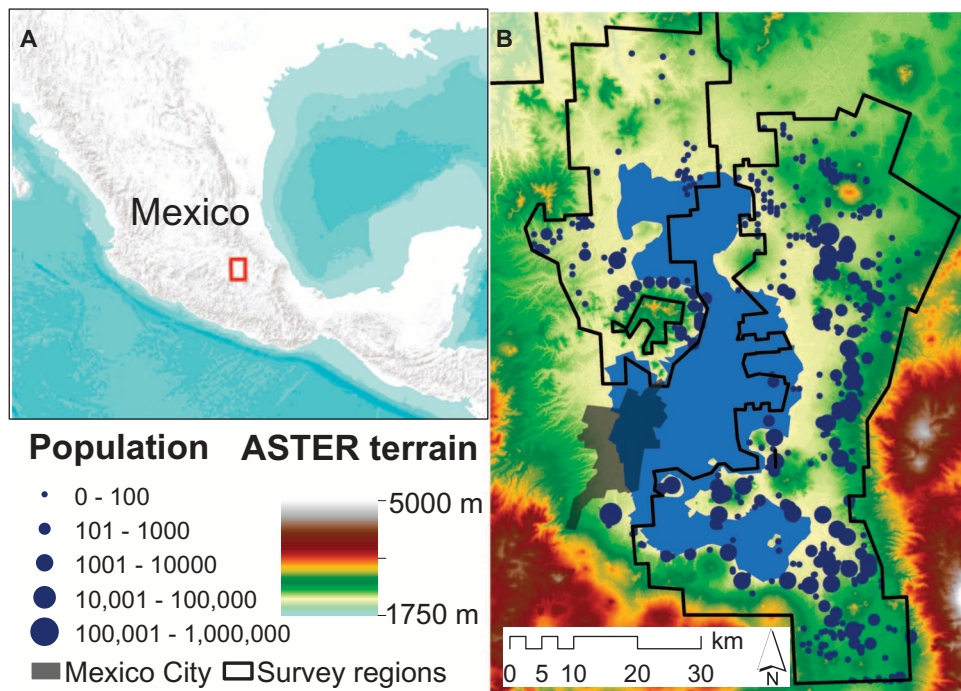 A
Mexico
B
Population
0 - 100
101 - 1000
1001 - 10000
10,001 - 100,000
100,001 - 1,000,000
ASTER terrain
5000 m
1750 m
Mexico City
Survey regions
km
0 5 10 20 30
N